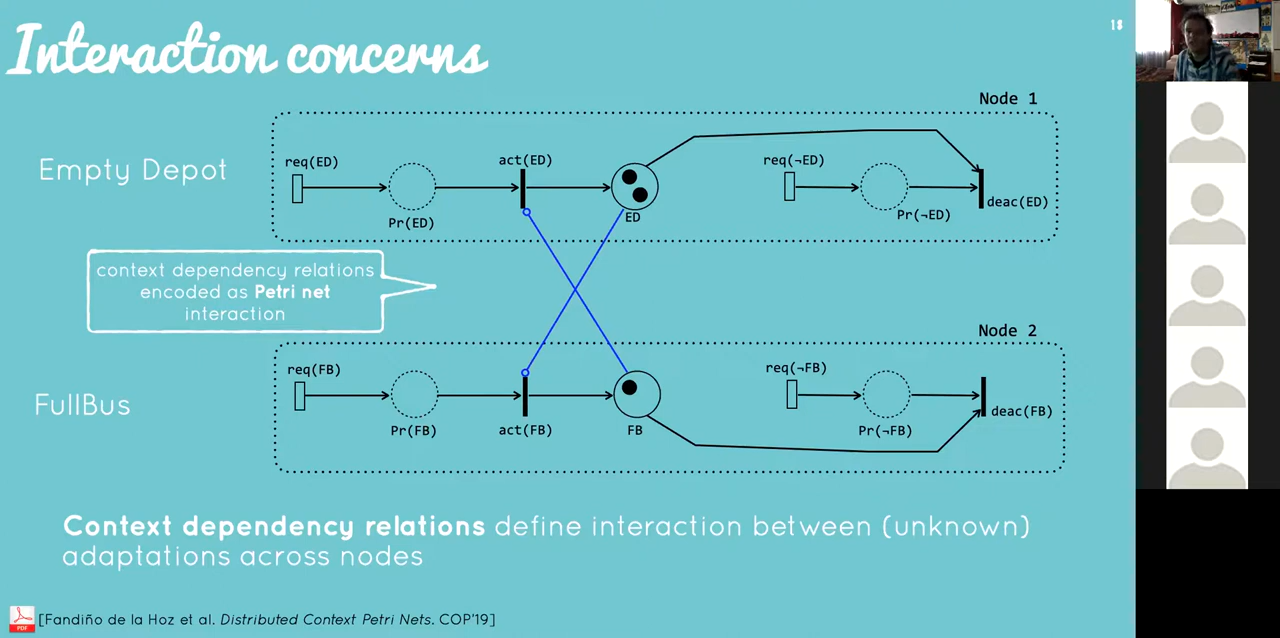 18
Interaction concerns
Node 1
Empty Depot
req(ED)
act(ED)
req(¬ED)
Pr(ED)
ED
Pr(¬ED)
deac(ED)
context dependency relations
encoded as Petri net
interaction
Node 2
FullBus
req(FB)
req(¬FB)
Pr(FB)
act(FB)
FB
Pr(¬FB)
deac(FB)
Context dependency relations define interaction between (unknown)
adaptations across nodes
PDF
[Fandiño de la Hoz et al. Distributed Context Petri Nets. COP'19]